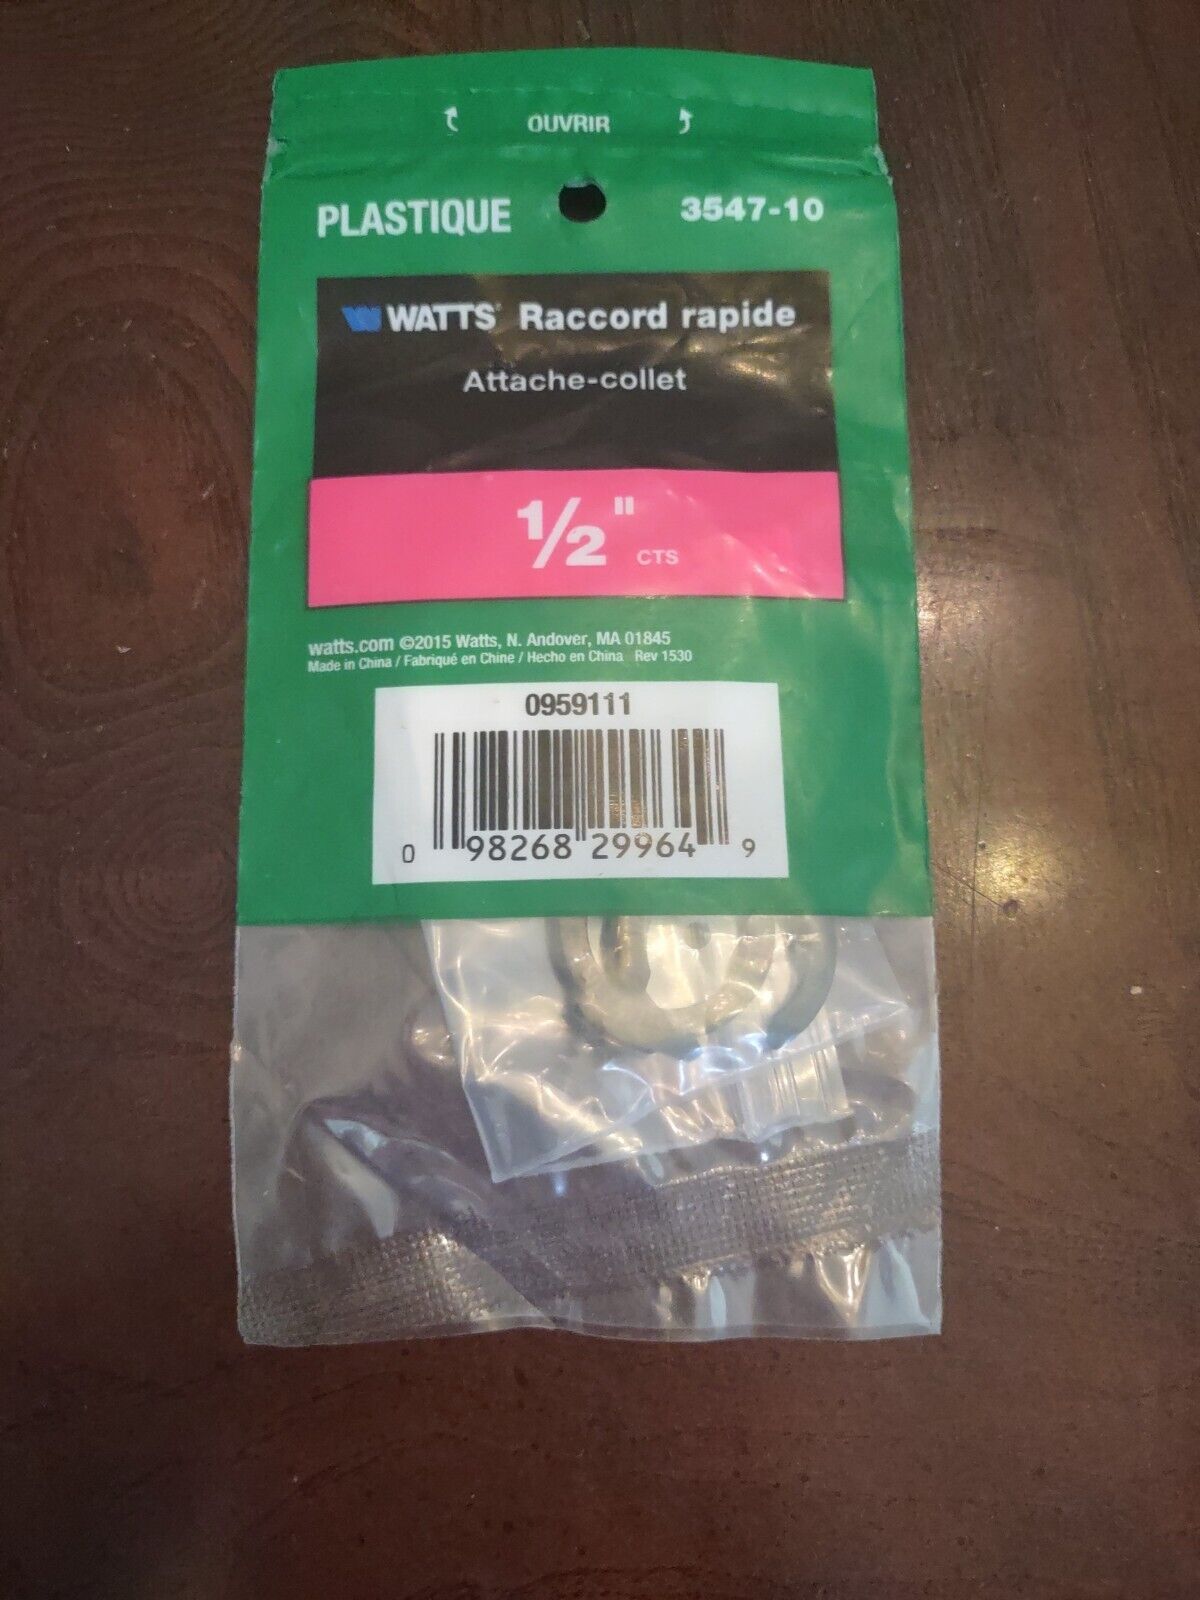 OUVRIR
PLASTIQUE 3547-10
WATTS® Raccord rapide
Attache-collet
1/2" CTS
watts.com ©2015 Watts, N. Andover, MA 01845
Made in China / Fabriqué en Chine / Hecho en China Rev 1530
0959111
0 98268 29964 9